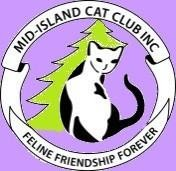 MID-ISLAND CAT CLUB INC
FELINE FRIENDSHIP FOREVER